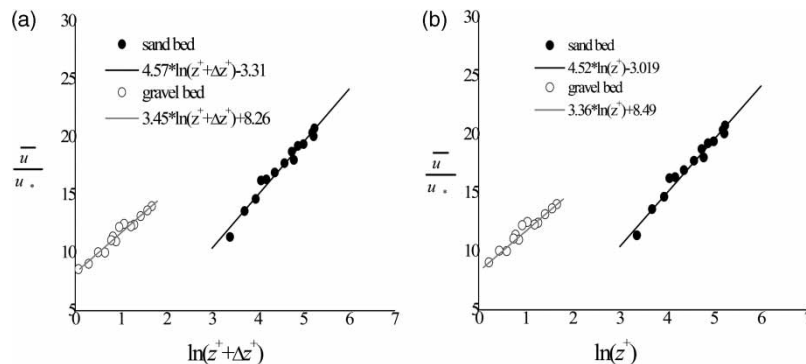 (a)
30
25
20
15
10
5
u
u*
sand bed
4.57*ln(z⁺+Δz⁺)-3.31
gravel bed
3.45*ln(z⁺+Δz⁺)+8.26
0 1 2 3 4 5 6 7
ln(z⁺+Δz⁺)
(b)
30
25
20
15
10
5
u
u*
sand bed
4.52*ln(z⁺)-3.019
gravel bed
3.36*ln(z⁺)+8.49
0 1 2 3 4 5 6 7
ln(z⁺)